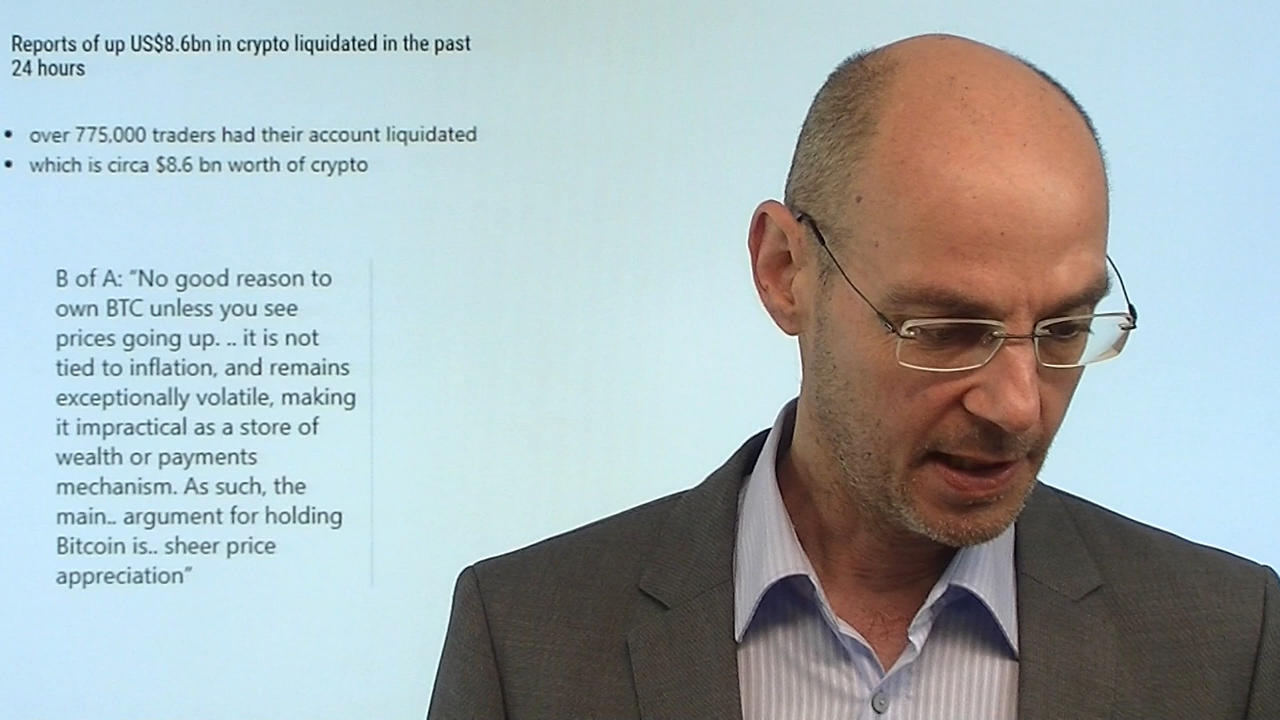 Reports of up US$8.6bn in crypto liquidated in the past
24 hours
• over 775,000 traders had their account liquidated
• which is circa $8.6 bn worth of crypto
B of A: “No good reason to
own BTC unless you see
prices going up. .. it is not
tied to inflation, and remains
exceptionally volatile, making
it impractical as a store of
wealth or payments
mechanism. As such, the
main.. argument for holding
Bitcoin is.. sheer price
appreciation”